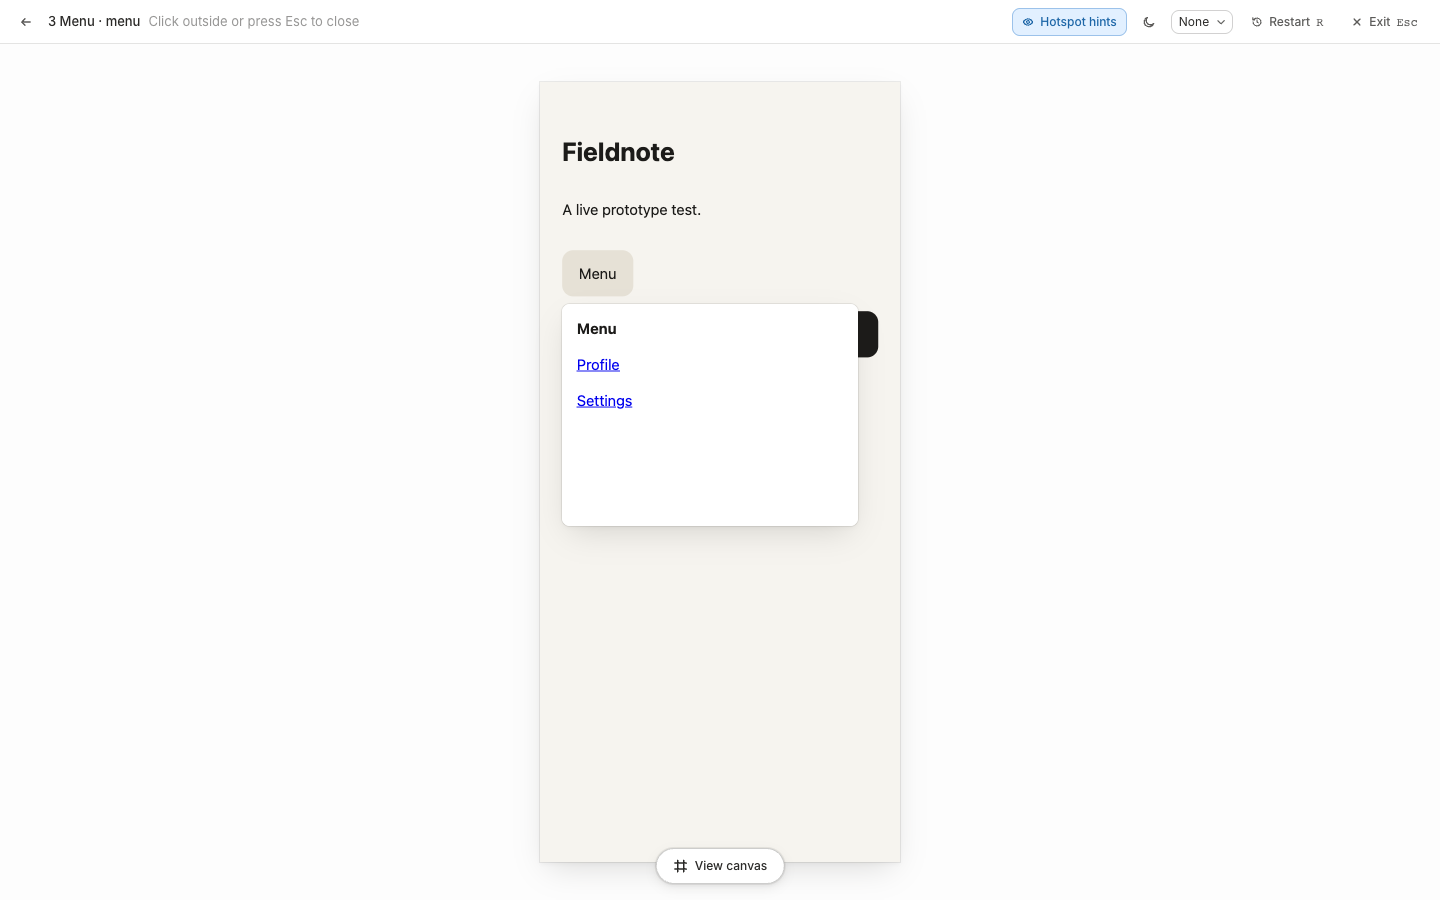 3 Menu · menu Click outside or press Esc to close
Hotspot hints
None
Restart R
Exit Esc
Fieldnote
A live prototype test.
Menu
Menu
Profile
Settings
View canvas